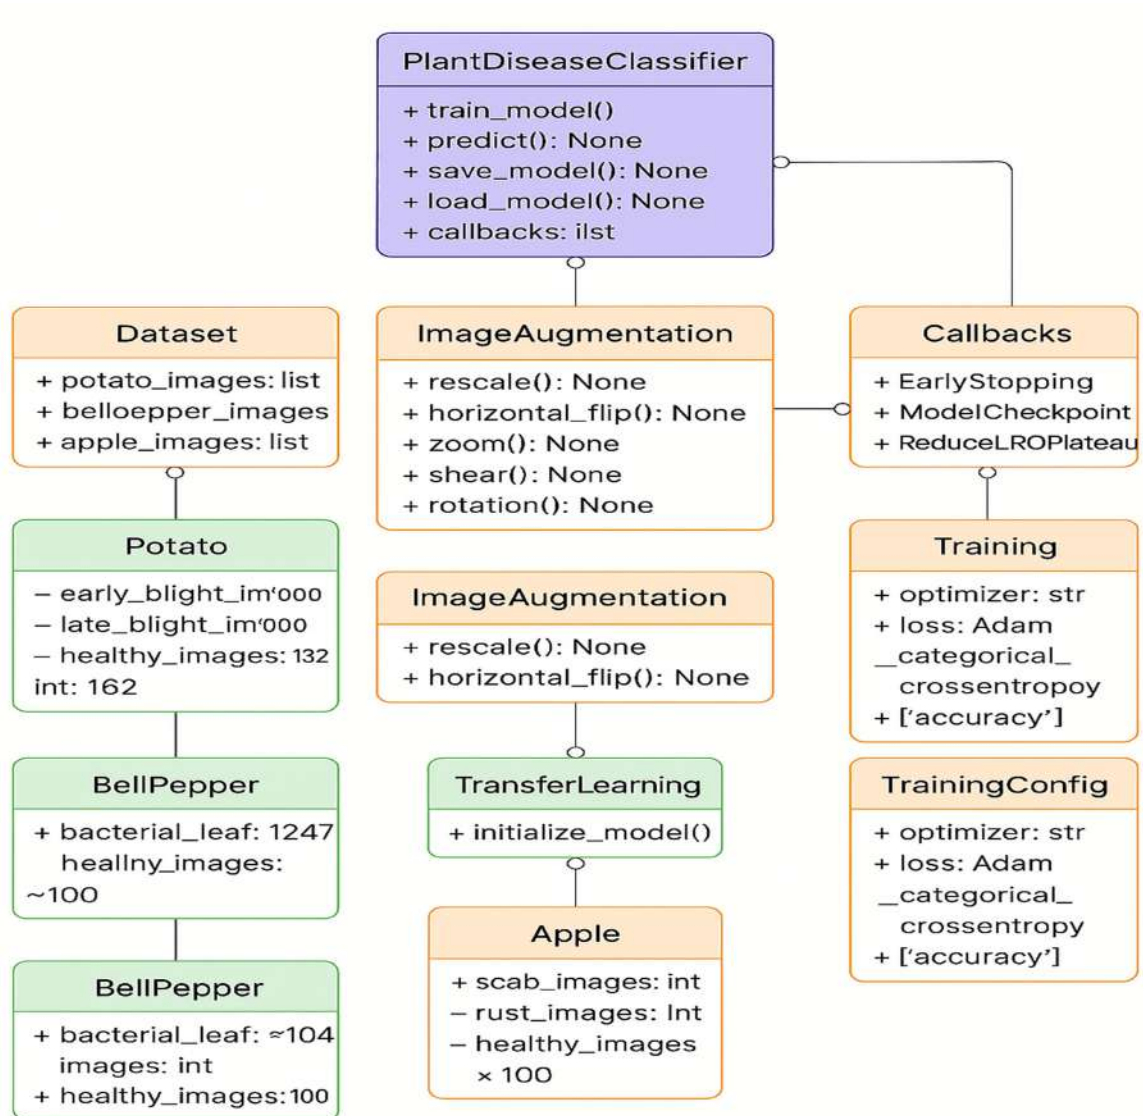 PlantDiseaseClassifier
+ train_model()
+ predict(): None
+ save_model(): None
+ load_model(): None
+ callbacks: ilst
Dataset
+ potato_images: list
+ belloepper_images
+ apple_images: list
ImageAugmentation
+ rescale(): None
+ horizontal_flip(): None
+ zoom(): None
+ shear(): None
+ rotation(): None
Callbacks
+ EarlyStopping
+ ModelCheckpoint
+ ReduceLROPlateau
Potato
– early_blight_im'000
– late_blight_im'000
– healthy_images: 132
int: 162
ImageAugmentation
+ rescale(): None
+ horizontal_flip(): None
Training
+ optimizer: str
+ loss: Adam
_categorical_
crossentropoy
+ ['accuracy']
BellPepper
+ bacterial_leaf: 1247
heallny_images:
~100
TransferLearning
+ initialize_model()
TrainingConfig
+ optimizer: str
+ loss: Adam
_categorical_
crossentropy
+ ['accuracy']
BellPepper
+ bacterial_leaf: ≈104
images: int
+ healthy_images:100
Apple
+ scab_images: int
– rust_images: Int
– healthy_images
× 100